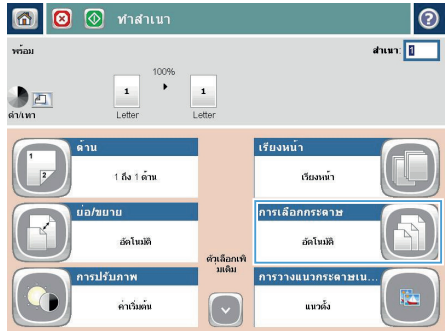 ทำสำเนา
พร้อม
สำเนา: 1
100%
1
1
Letter
Letter
ดำ/เทา
ด้าน
1
2
1 ถึง 1 ด้าน
เรียงหน้า
เรียงหน้า
ย่อ/ขยาย
อัตโนมัติ
การเลือกกระดาษ
อัตโนมัติ
ตัวเลือกเพิ่
มเติม
การปรับภาพ
ค่าเริ่มต้น
การวางแนวกระดาษเน...
แนวตั้ง